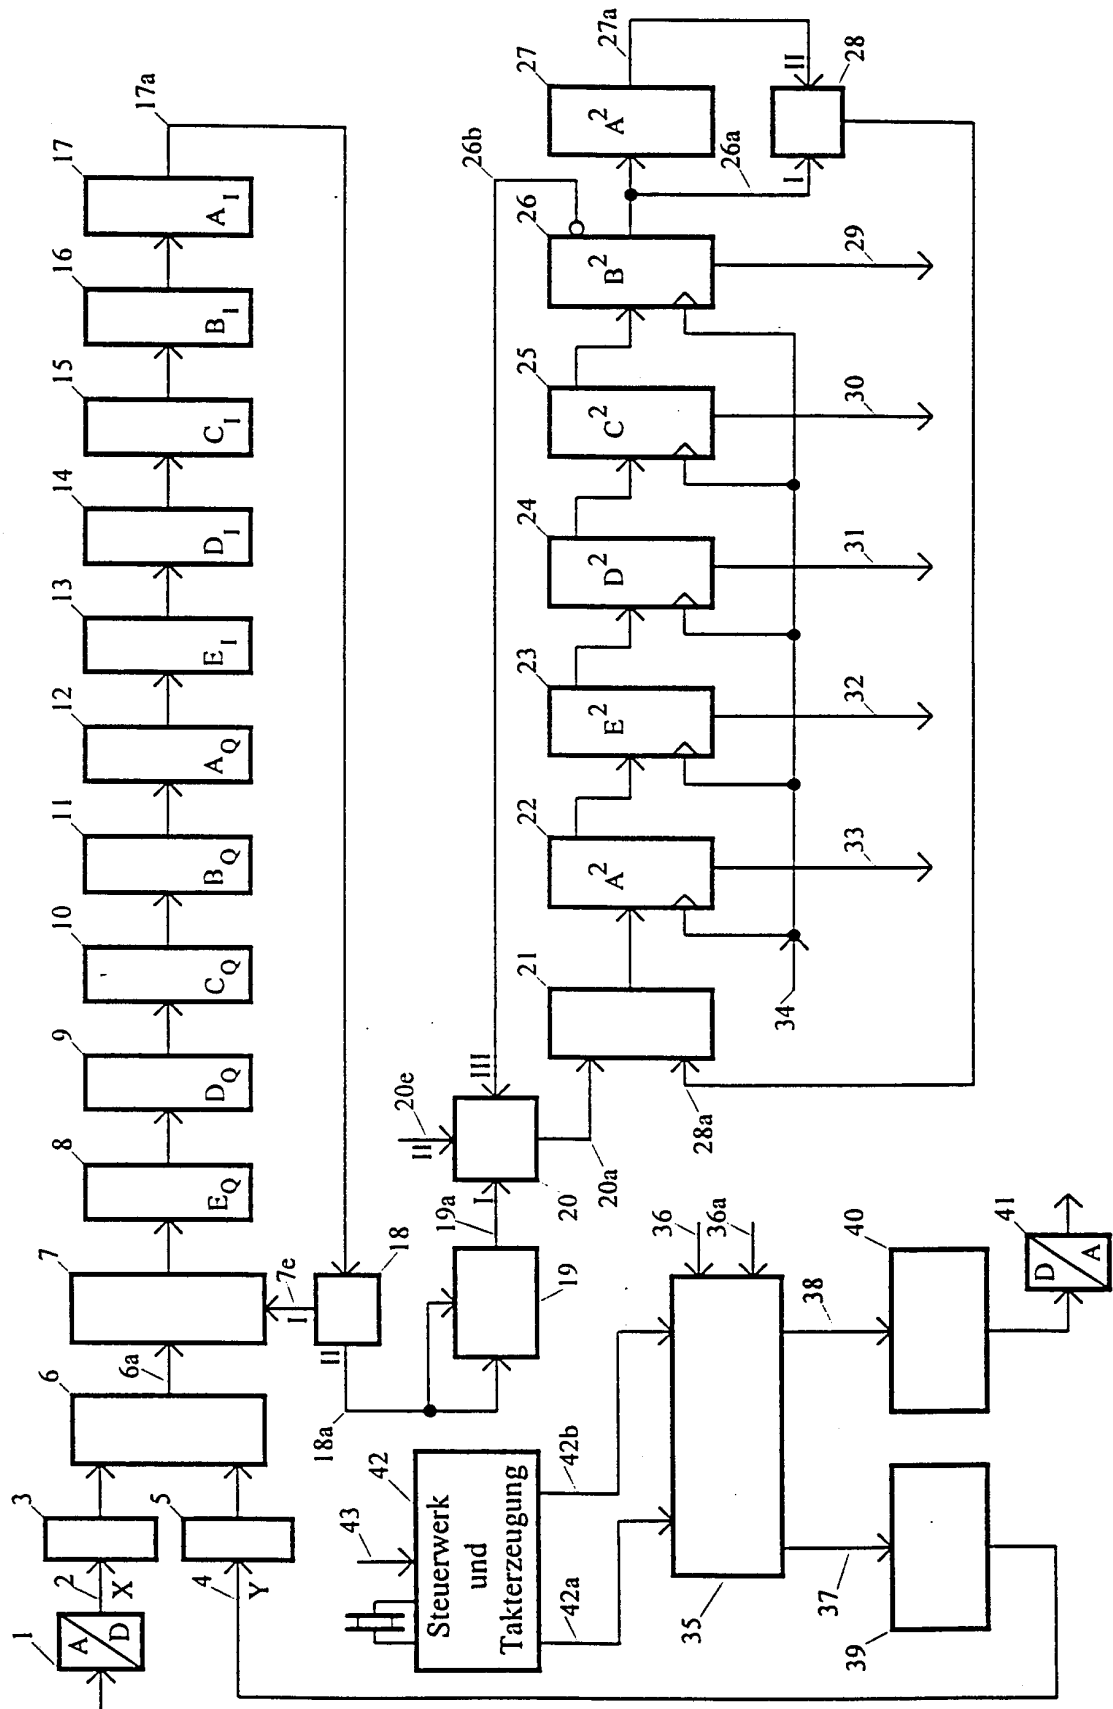 1
A
D
2
X
3
4
Y
5
6
6a
7
7e
I
8
E_Q
9
D_Q
10
C_Q
11
B_Q
12
A_Q
13
E_I
14
D_I
15
C_I
16
B_I
17
A_I
17a
18
II
18a
19
19a
I
20
II
20e
III
20a
21
28a
22
A²
23
E²
24
D²
25
C²
26
B²
26b
26a
27
A²
27a
I
II
28
29
30
31
32
33
34
43
42
Steuerwerk
und
Takterzeugung
42a
42b
35
36
36a
37
38
39
40
41
D
A